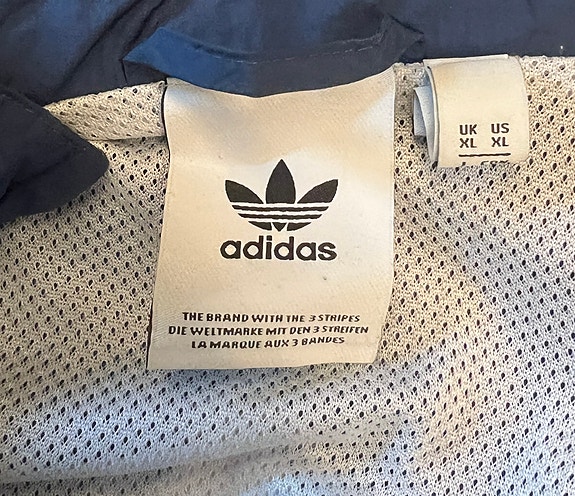 adidas
THE BRAND WITH THE 3 STRIPES
DIE WELTMARKE MIT DEN 3 STREIFEN
LA MARQUE AUX 3 BANDES
UK US
XL XL